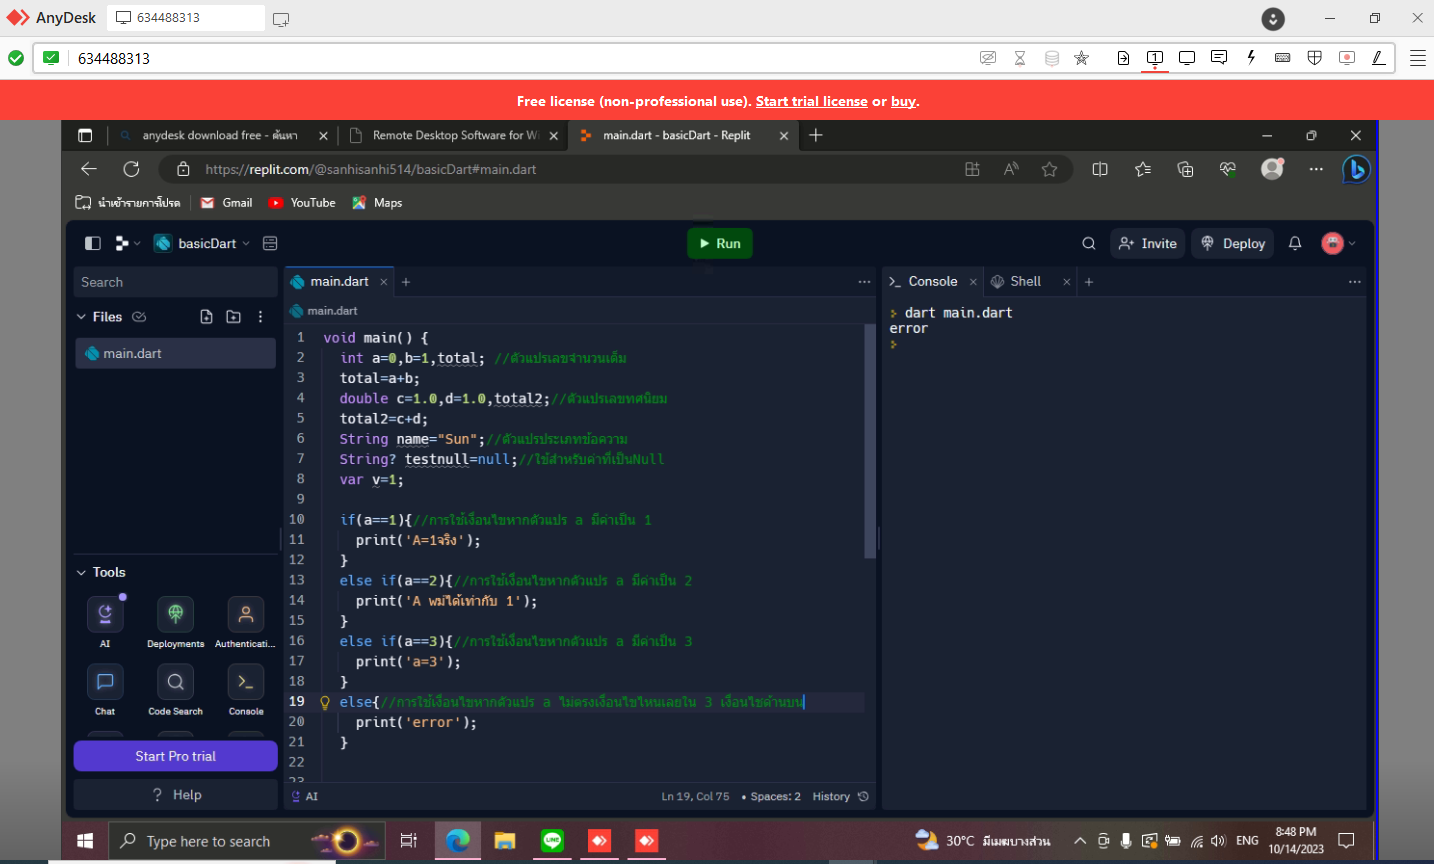 AnyDesk
634488313
634488313
Free license (non-professional use). Start trial license or buy.
anydesk download free - ค้นหา
Remote Desktop Software for Wi
main.dart - basicDart - Replit
https://replit.com/@sanhisanhi514/basicDart#main.dart
นำเข้ารายการโปรด
Gmail
YouTube
Maps
basicDart
Run
Invite
Deploy
Search
Files
main.dart
Tools
AI
Deployments
Authenticati...
Chat
Code Search
Console
Start Pro trial
? Help
main.dart
main.dart
1 void main() {
2 int a=0,b=1,total; //ตัวแปรเลขจำนวนเต็ม
3 total=a+b;
4 double c=1.0,d=1.0,total2;//ตัวแปรเลขทศนิยม
5 total2=c+d;
6 String name="Sun";//ตัวแปรประเภทข้อความ
7 String? testnull=null;//ใช้สำหรับค่าที่เป็นNull
8 var v=1;
9
10 if(a==1){//การใช้เงื่อนไขหากตัวแปร a มีค่าเป็น 1
11 print('A=1จริง');
12 }
13 else if(a==2){//การใช้เงื่อนไขหากตัวแปร a มีค่าเป็น 2
14 print('A พม่ได้เท่ากับ 1');
15 }
16 else if(a==3){//การใช้เงื่อนไขหากตัวแปร a มีค่าเป็น 3
17 print('a=3');
18 }
19 else{//การใช้เงื่อนไขหากตัวแปร a ไม่ตรงเงื่อนไขไหนเลยใน 3 เงื่อนไขด้านบน
20 print('error');
21 }
22
23
AI
Ln 19, Col 75
• Spaces: 2
History
Console
Shell
dart main.dart
error
Type here to search
LINE
30°C มีเมฆบางส่วน
ENG
8:48 PM
10/14/2023